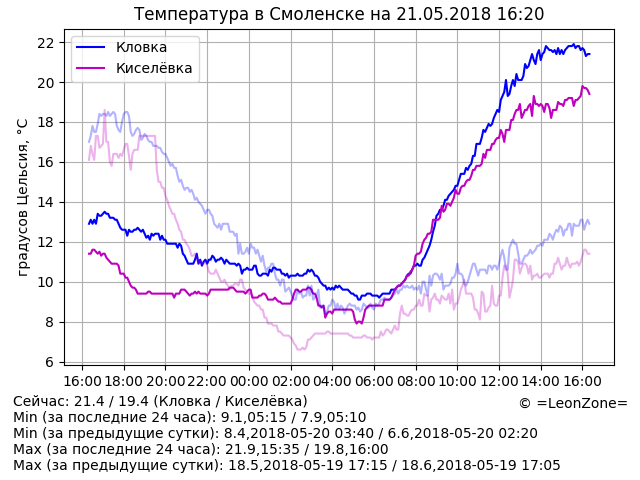 Температура в Смоленске на 21.05.2018 16:20
Кловка
Киселёвка
градусов Цельсия, °C
22
20
18
16
14
12
10
8
6
16:00 18:00 20:00 22:00 00:00 02:00 04:00 06:00 08:00 10:00 12:00 14:00 16:00
Сейчас: 21.4 / 19.4 (Кловка / Киселёвка)
© =LeonZone=
Min (за последние 24 часа): 9.1,05:15 / 7.9,05:10
Min (за предыдущие сутки): 8.4,2018-05-20 03:40 / 6.6,2018-05-20 02:20
Max (за последние 24 часа): 21.9,15:35 / 19.8,16:00
Max (за предыдущие сутки): 18.5,2018-05-19 17:15 / 18.6,2018-05-19 17:05